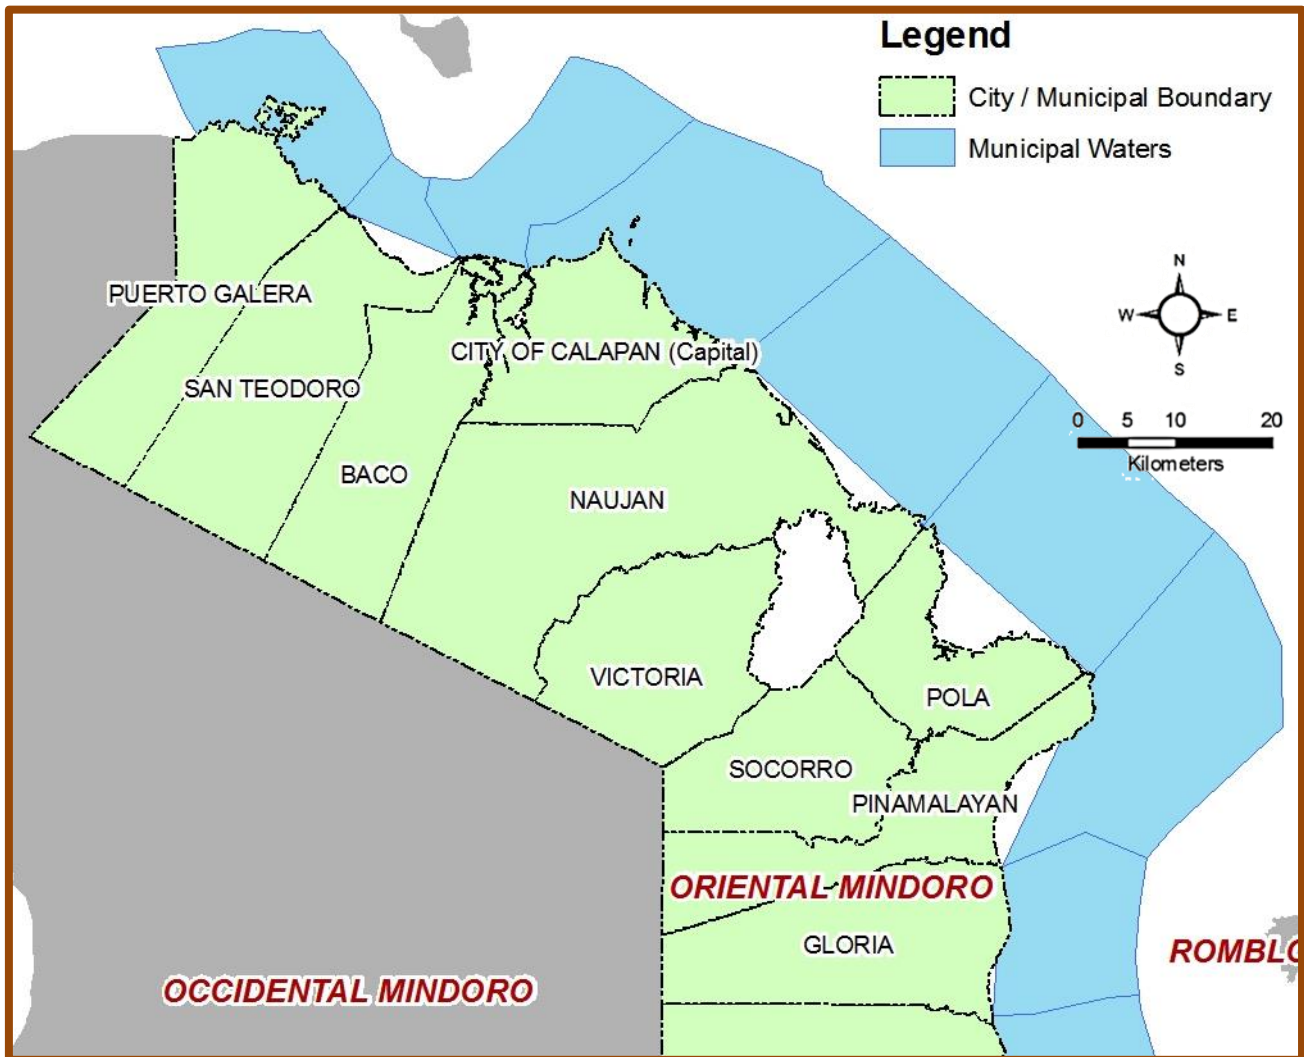 Legend
City / Municipal Boundary
Municipal Waters
N
W E
S
0 5 10 20
Kilometers
PUERTO GALERA
CITY OF CALAPAN (Capital)
SAN TEODORO
BACO
NAUJAN
VICTORIA
POLA
SOCORRO
PINAMALAYAN
ORIENTAL MINDORO
GLORIA
ROMBLO
OCCIDENTAL MINDORO